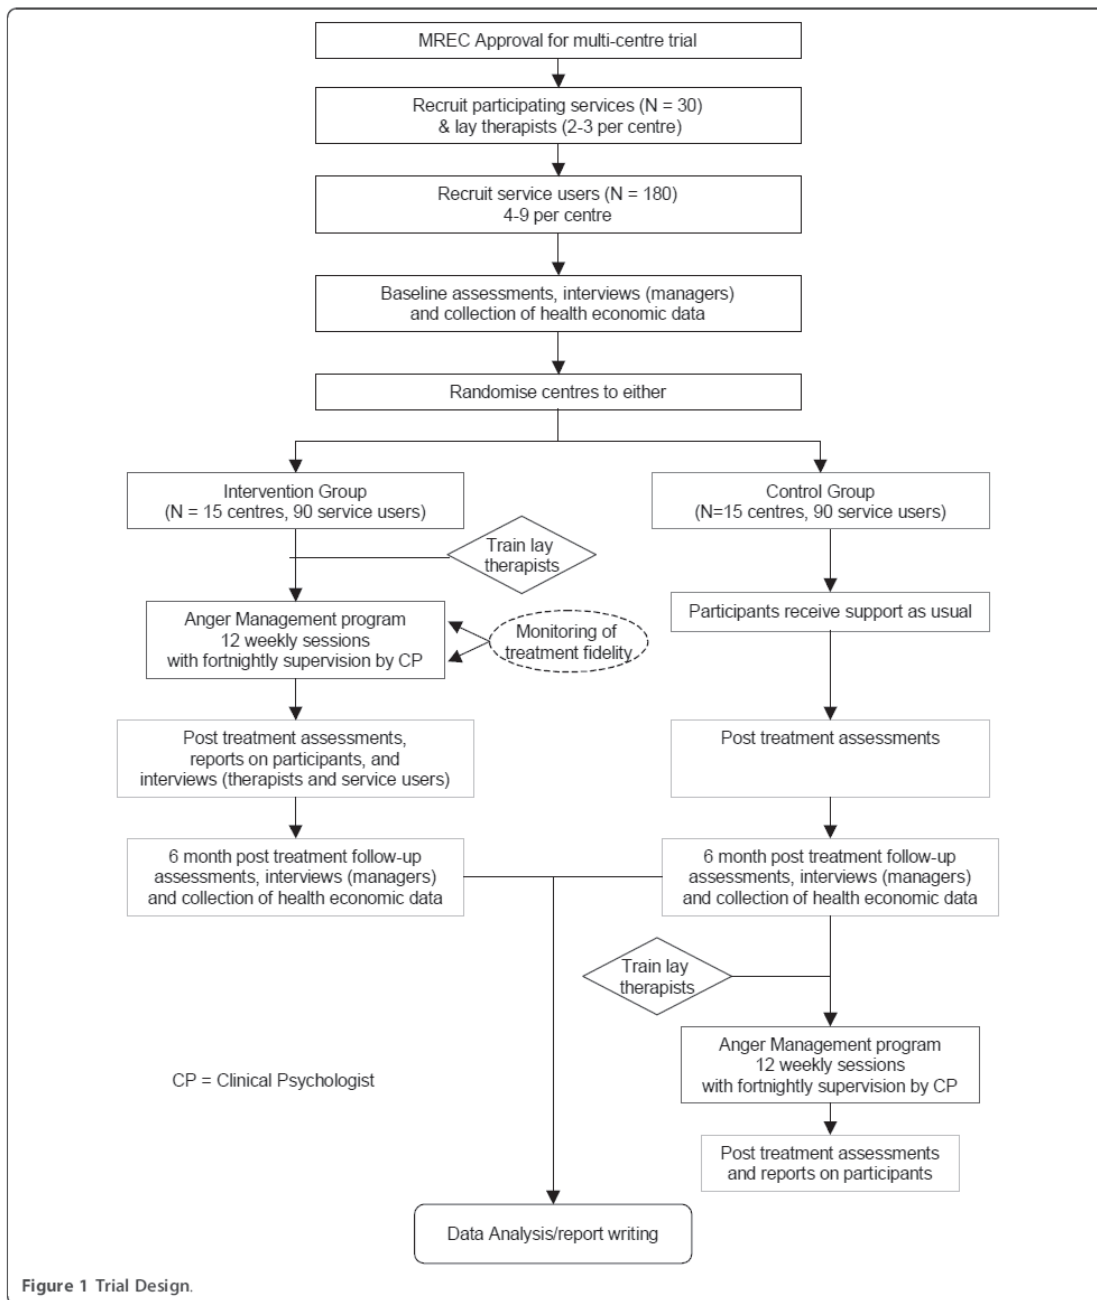 MREC Approval for multi-centre trial
Recruit participating services (N = 30)
& lay therapists (2-3 per centre)
Recruit service users (N = 180)
4-9 per centre
Baseline assessments, interviews (managers)
and collection of health economic data
Randomise centres to either
Intervention Group
(N = 15 centres, 90 service users)
Control Group
(N=15 centres, 90 service users)
Train lay
therapists
Anger Management program
12 weekly sessions
with fortnightly supervision by CP
Monitoring of
treatment fidelity
Participants receive support as usual
Post treatment assessments,
reports on participants, and
interviews (therapists and service users)
Post treatment assessments
6 month post treatment follow-up
assessments, interviews (managers)
and collection of health economic data
6 month post treatment follow-up
assessments, interviews (managers)
and collection of health economic data
Train lay
therapists
Anger Management program
12 weekly sessions
with fortnightly supervision by CP
CP = Clinical Psychologist
Post treatment assessments
and reports on participants
Data Analysis/report writing
Figure 1 Trial Design.